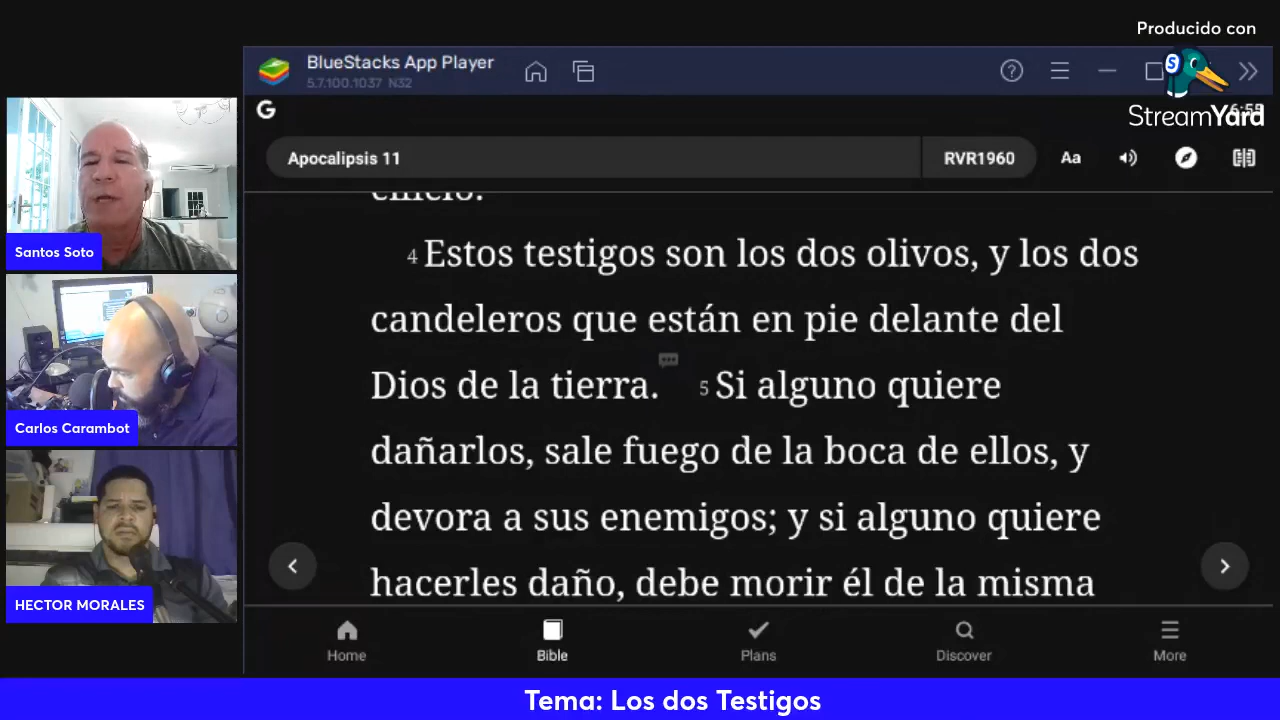 Producido con
StreamYard
BlueStacks App Player
5.7.100.1037 N32
Santos Soto
Carlos Carambot
HECTOR MORALES
Apocalipsis 11
RVR1960
Aa
4 Estos testigos son los dos olivos, y los dos
candeleros que están en pie delante del
Dios de la tierra. 5 Si alguno quiere
dañarlos, sale fuego de la boca de ellos, y
devora a sus enemigos; y si alguno quiere
hacerles daño, debe morir él de la misma
Home
Bible
Plans
Discover
More
Tema: Los dos Testigos